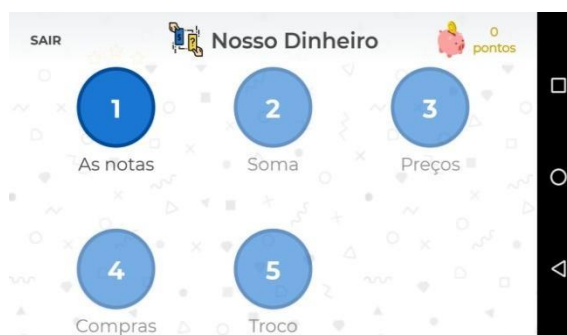 SAIR
Nosso Dinheiro
0
pontos
1
2
3
As notas
Soma
Preços
4
5
Compras
Troco